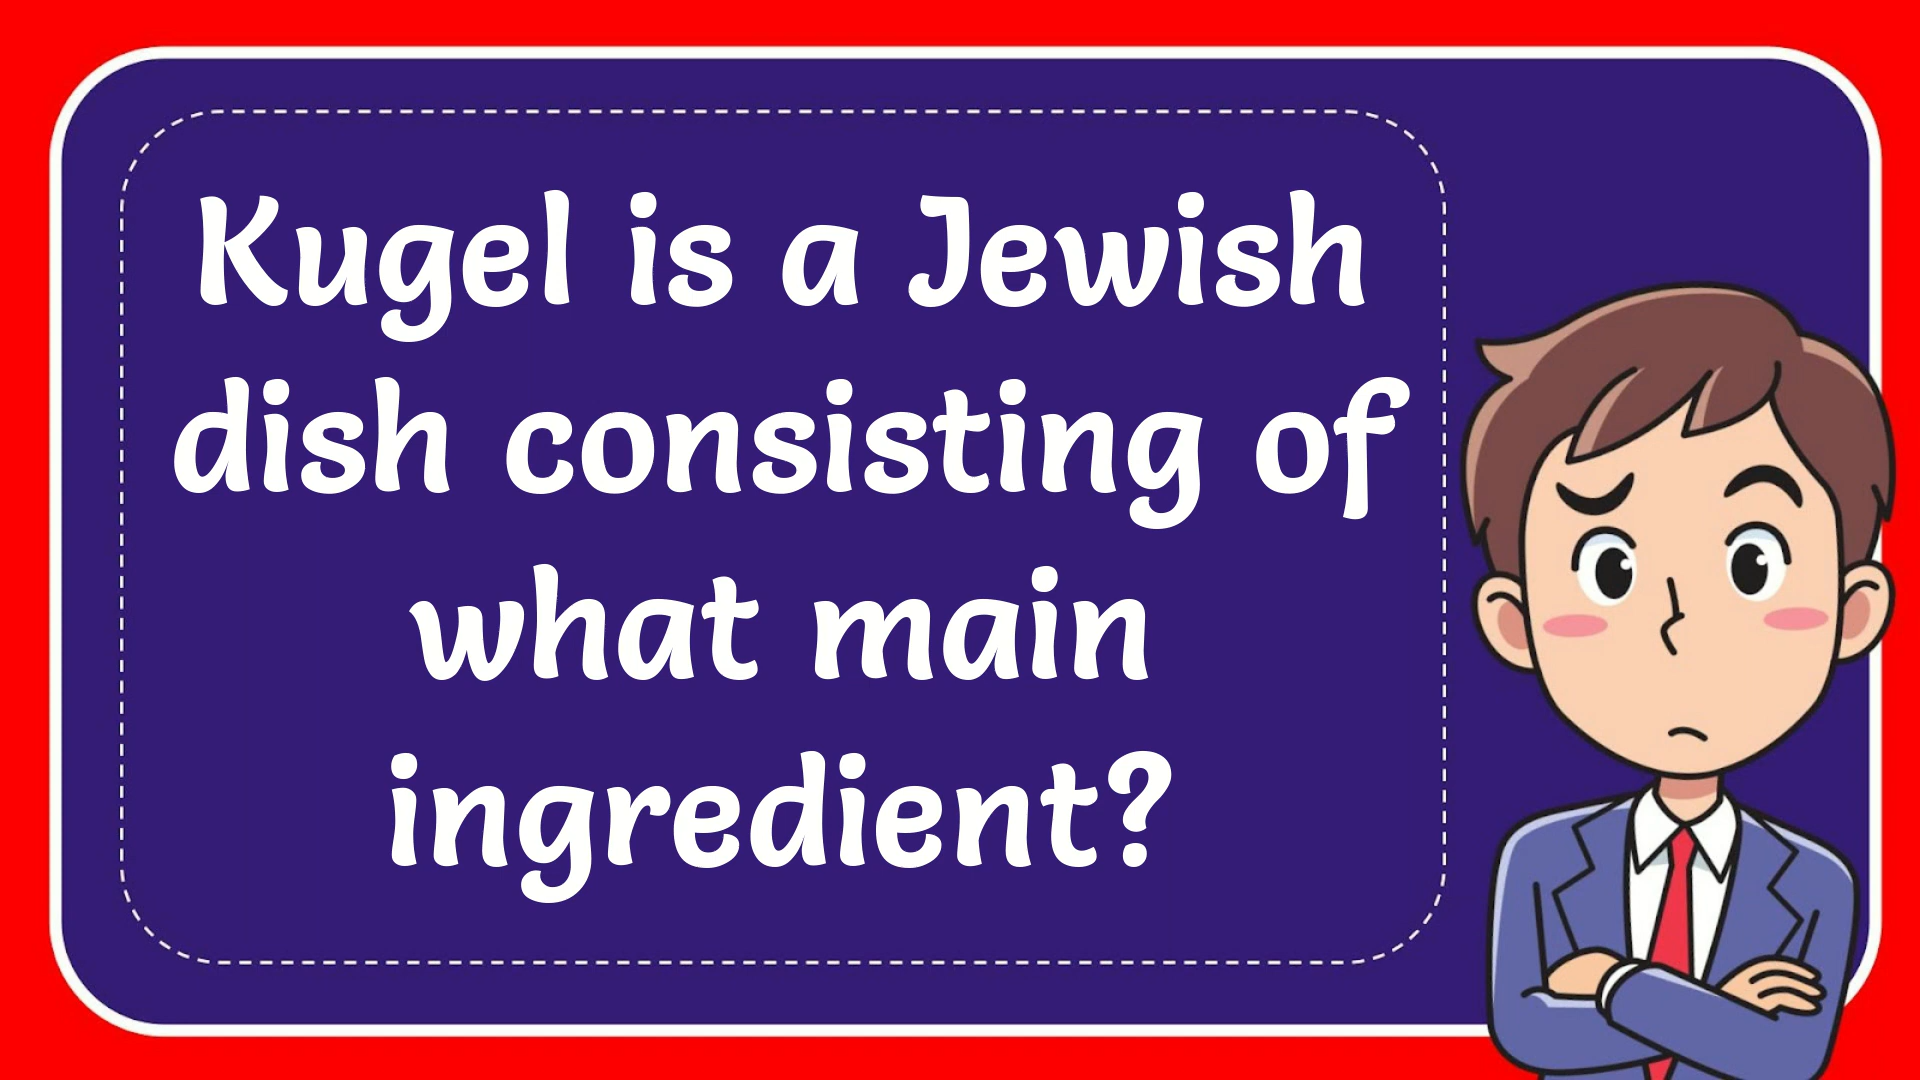 Kugel is a Jewish
dish consisting of
what main
ingredient?